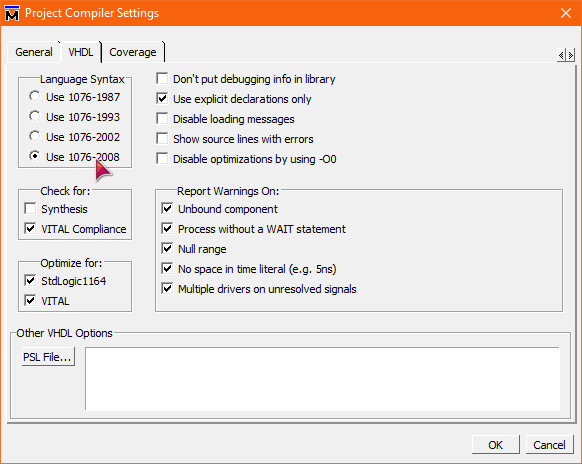 Project Compiler Settings
General
VHDL
Coverage
Language Syntax
Use 1076-1987
Use 1076-1993
Use 1076-2002
Use 1076-2008
Don't put debugging info in library
Use explicit declarations only
Disable loading messages
Show source lines with errors
Disable optimizations by using -O0
Check for:
Synthesis
VITAL Compliance
Report Warnings On:
Unbound component
Process without a WAIT statement
Null range
No space in time literal (e.g. 5ns)
Multiple drivers on unresolved signals
Optimize for:
StdLogic1164
VITAL
Other VHDL Options
PSL File...
OK
Cancel